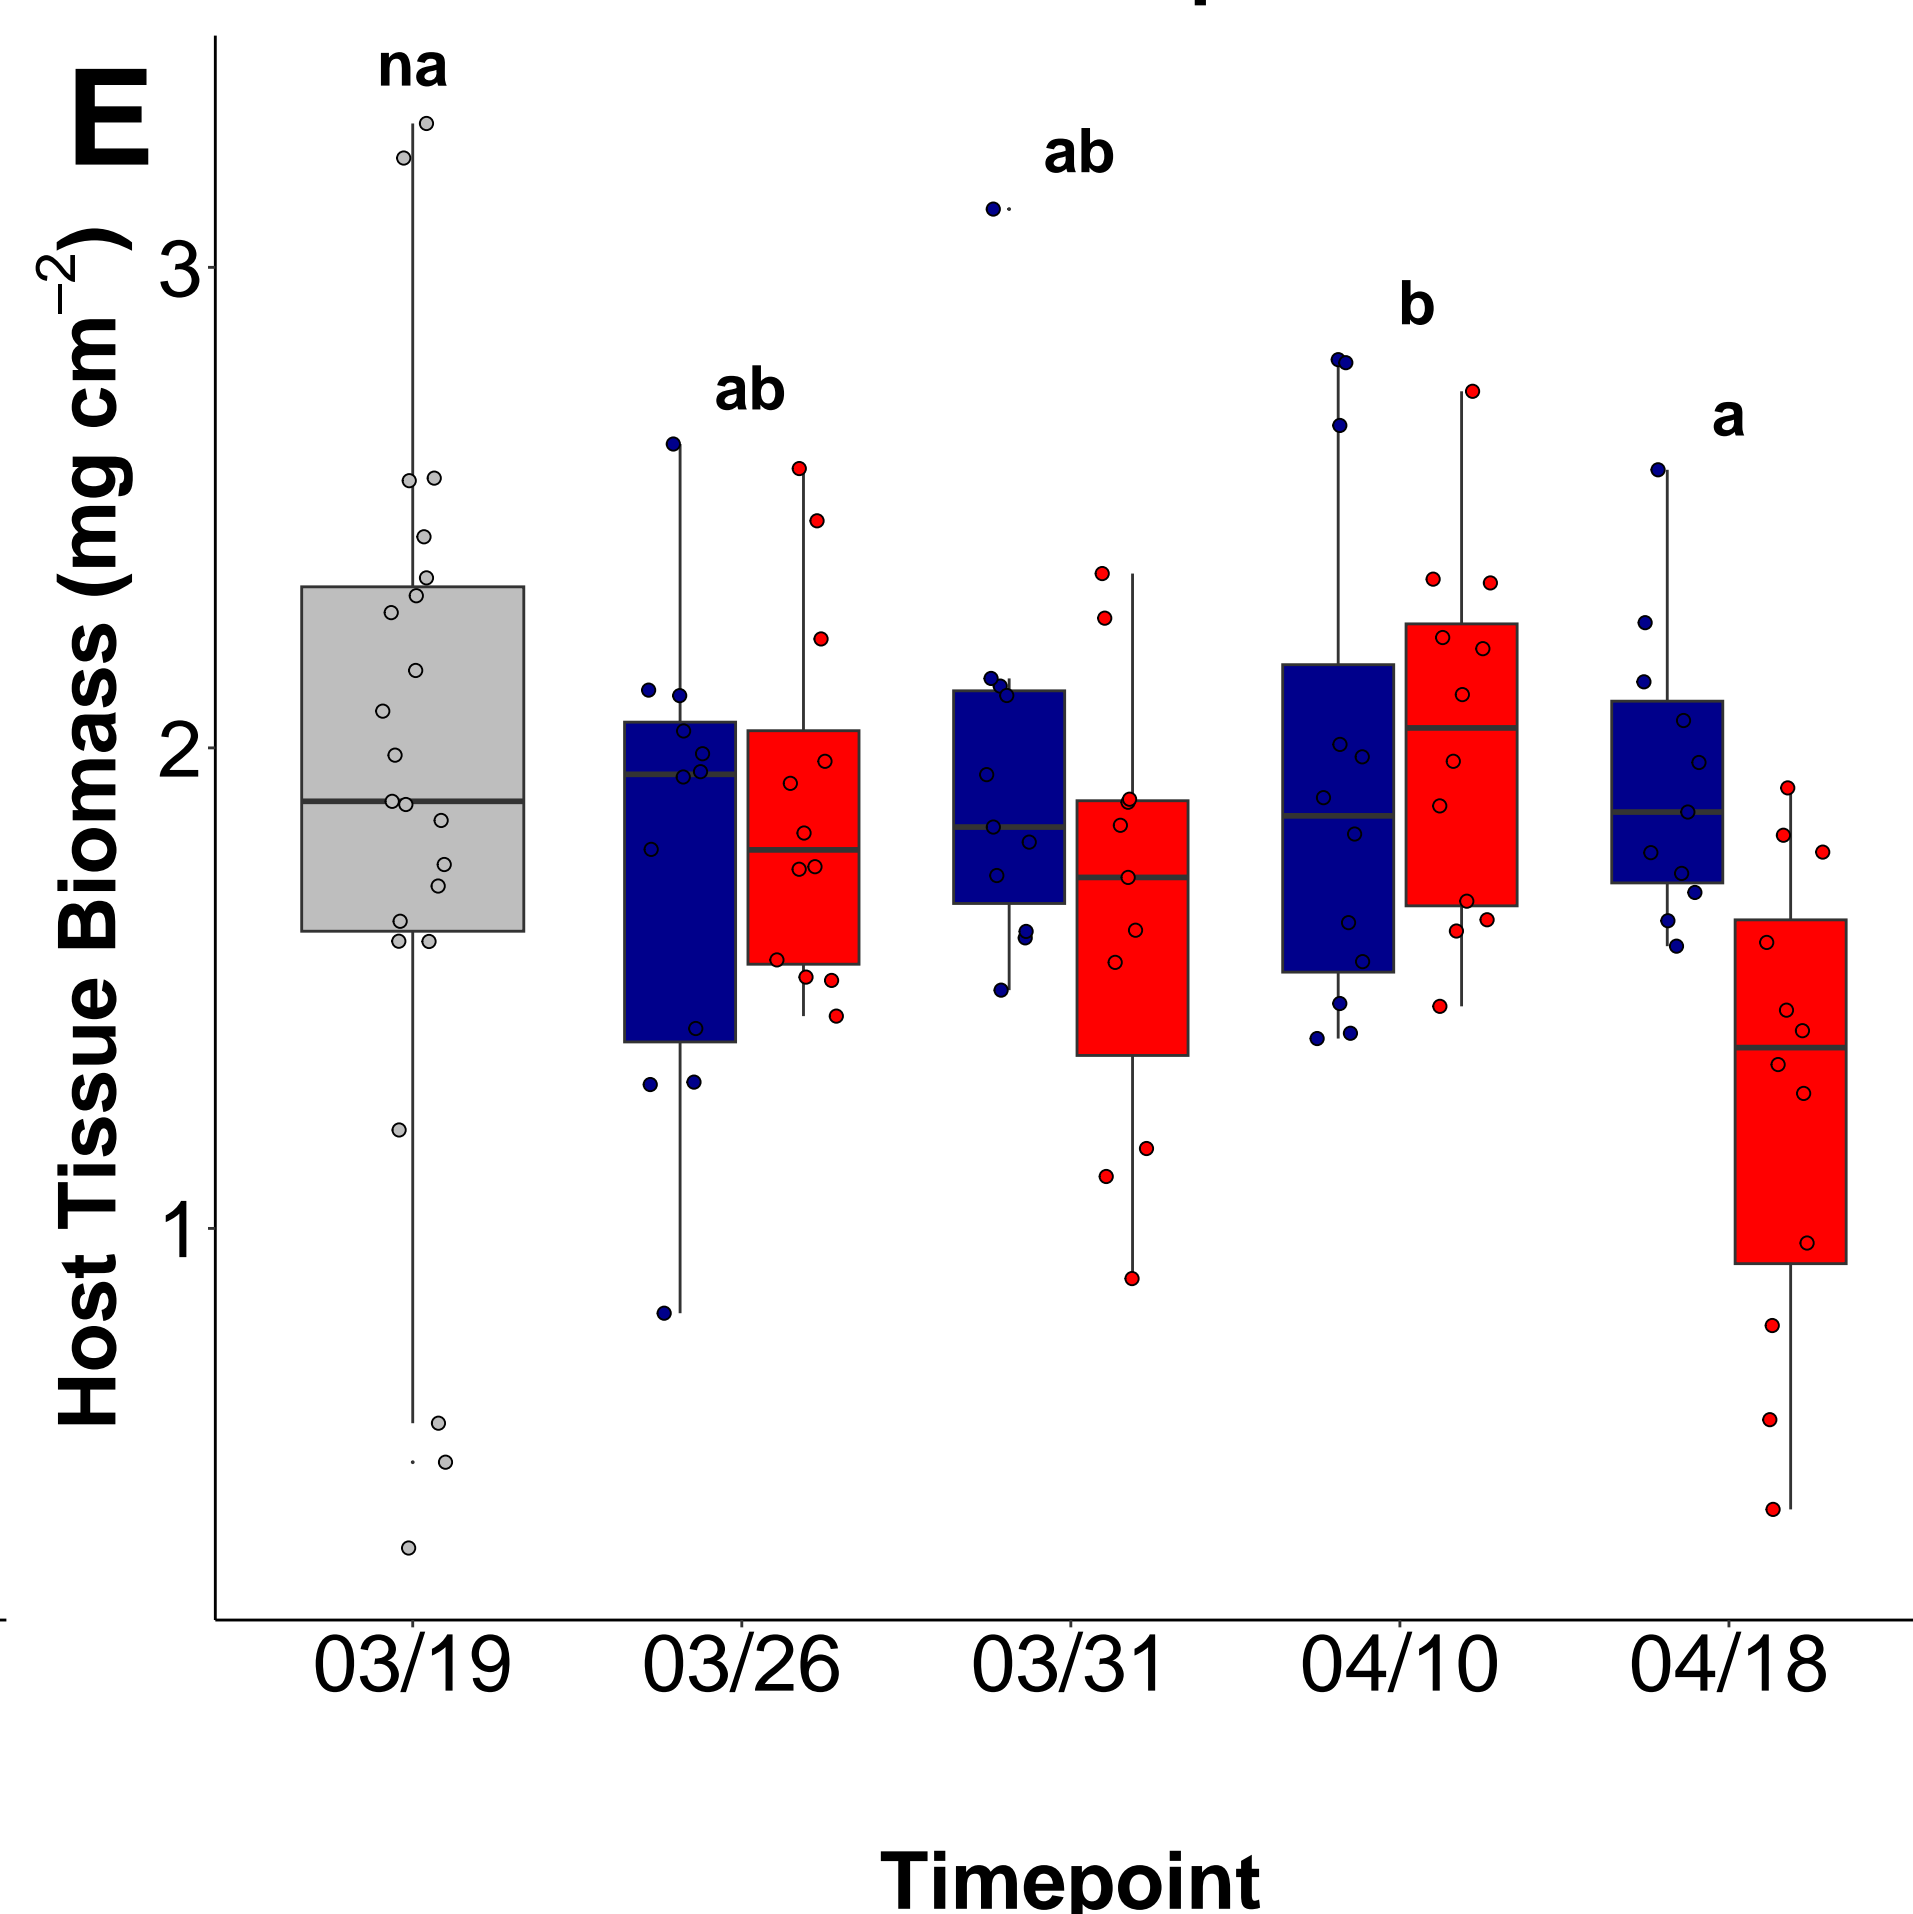 E
na
ab
ab
b
a
Host Tissue Biomass (mg cm⁻²)
3
2
1
03/19 03/26 03/31 04/10 04/18
Timepoint